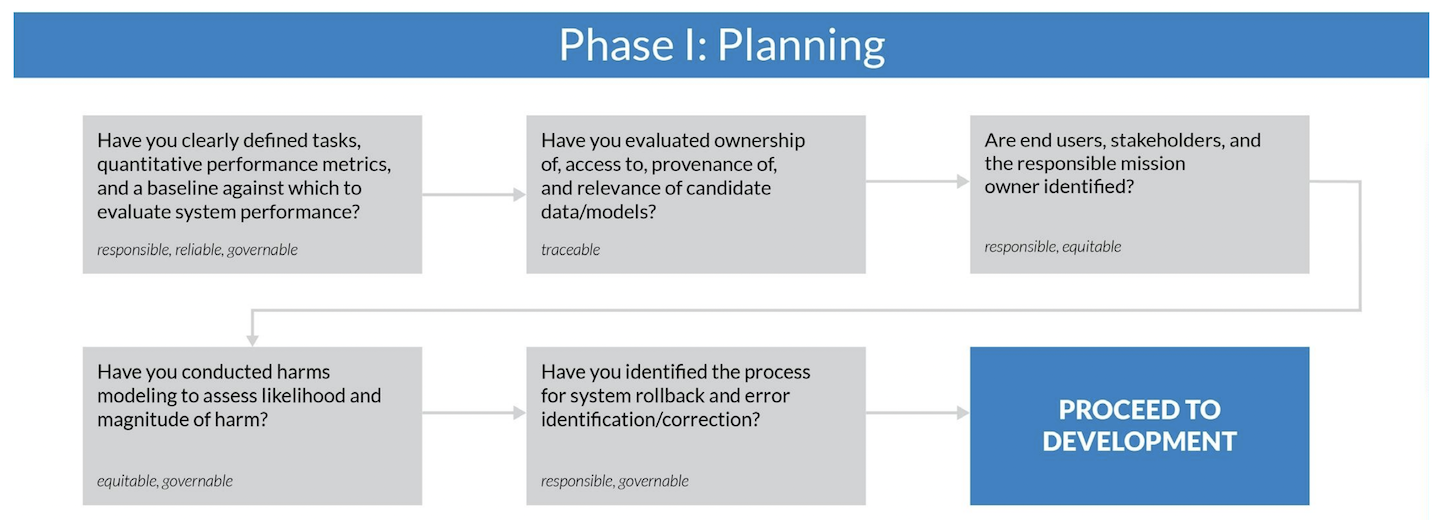 Phase I: Planning
Have you clearly defined tasks,
quantitative performance metrics,
and a baseline against which to
evaluate system performance?
responsible, reliable, governable
Have you evaluated ownership
of, access to, provenance of,
and relevance of candidate
data/models?
traceable
Are end users, stakeholders, and
the responsible mission
owner identified?
responsible, equitable
Have you conducted harms
modeling to assess likelihood and
magnitude of harm?
equitable, governable
Have you identified the process
for system rollback and error
identification/correction?
responsible, governable
PROCEED TO
DEVELOPMENT